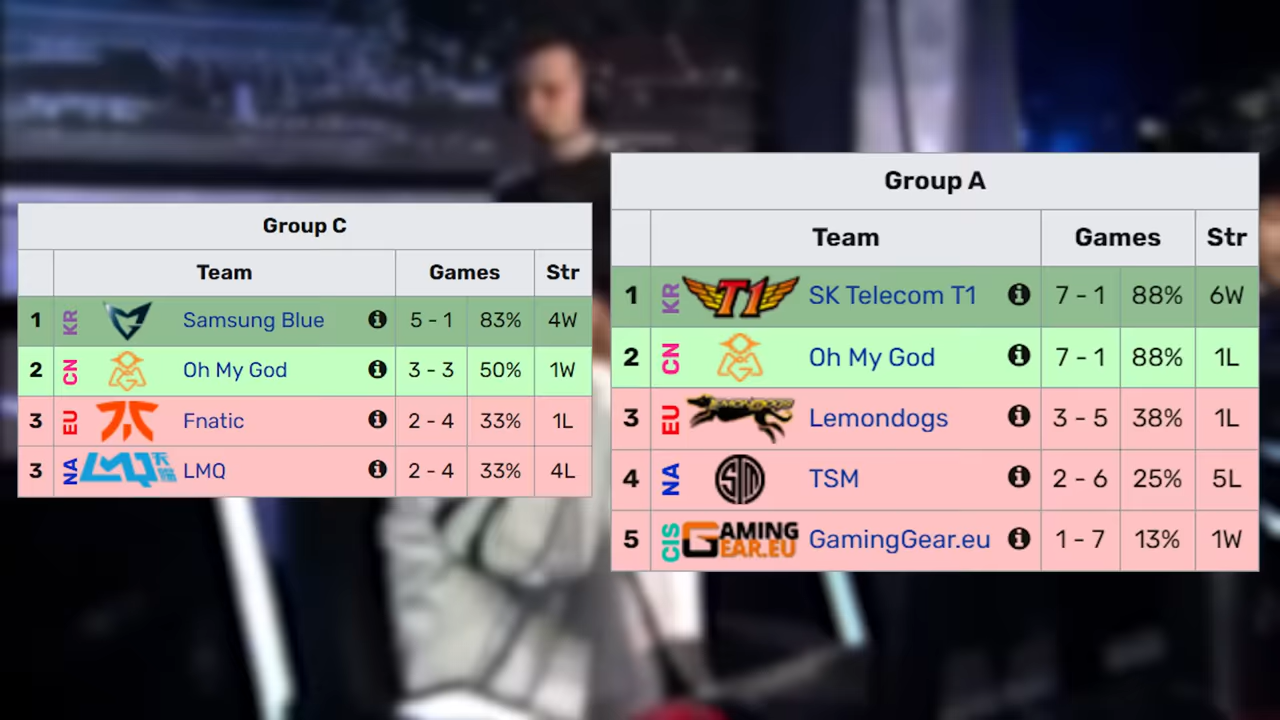 Group C
Team Games Str
1 KR Samsung Blue 5 - 1 83% 4W
2 CN Oh My God 3 - 3 50% 1W
3 EU Fnatic 2 - 4 33% 1L
3 NA LMQ LMQ 2 - 4 33% 4L
Group A
Team Games Str
1 KR T1 SK Telecom T1 7 - 1 88% 6W
2 CN Oh My God 7 - 1 88% 1L
3 EU LEMONDOGS Lemondogs 3 - 5 38% 1L
4 NA TSM TSM 2 - 6 25% 5L
5 CIS GAMING GEAR.EU GamingGear.eu 1 - 7 13% 1W